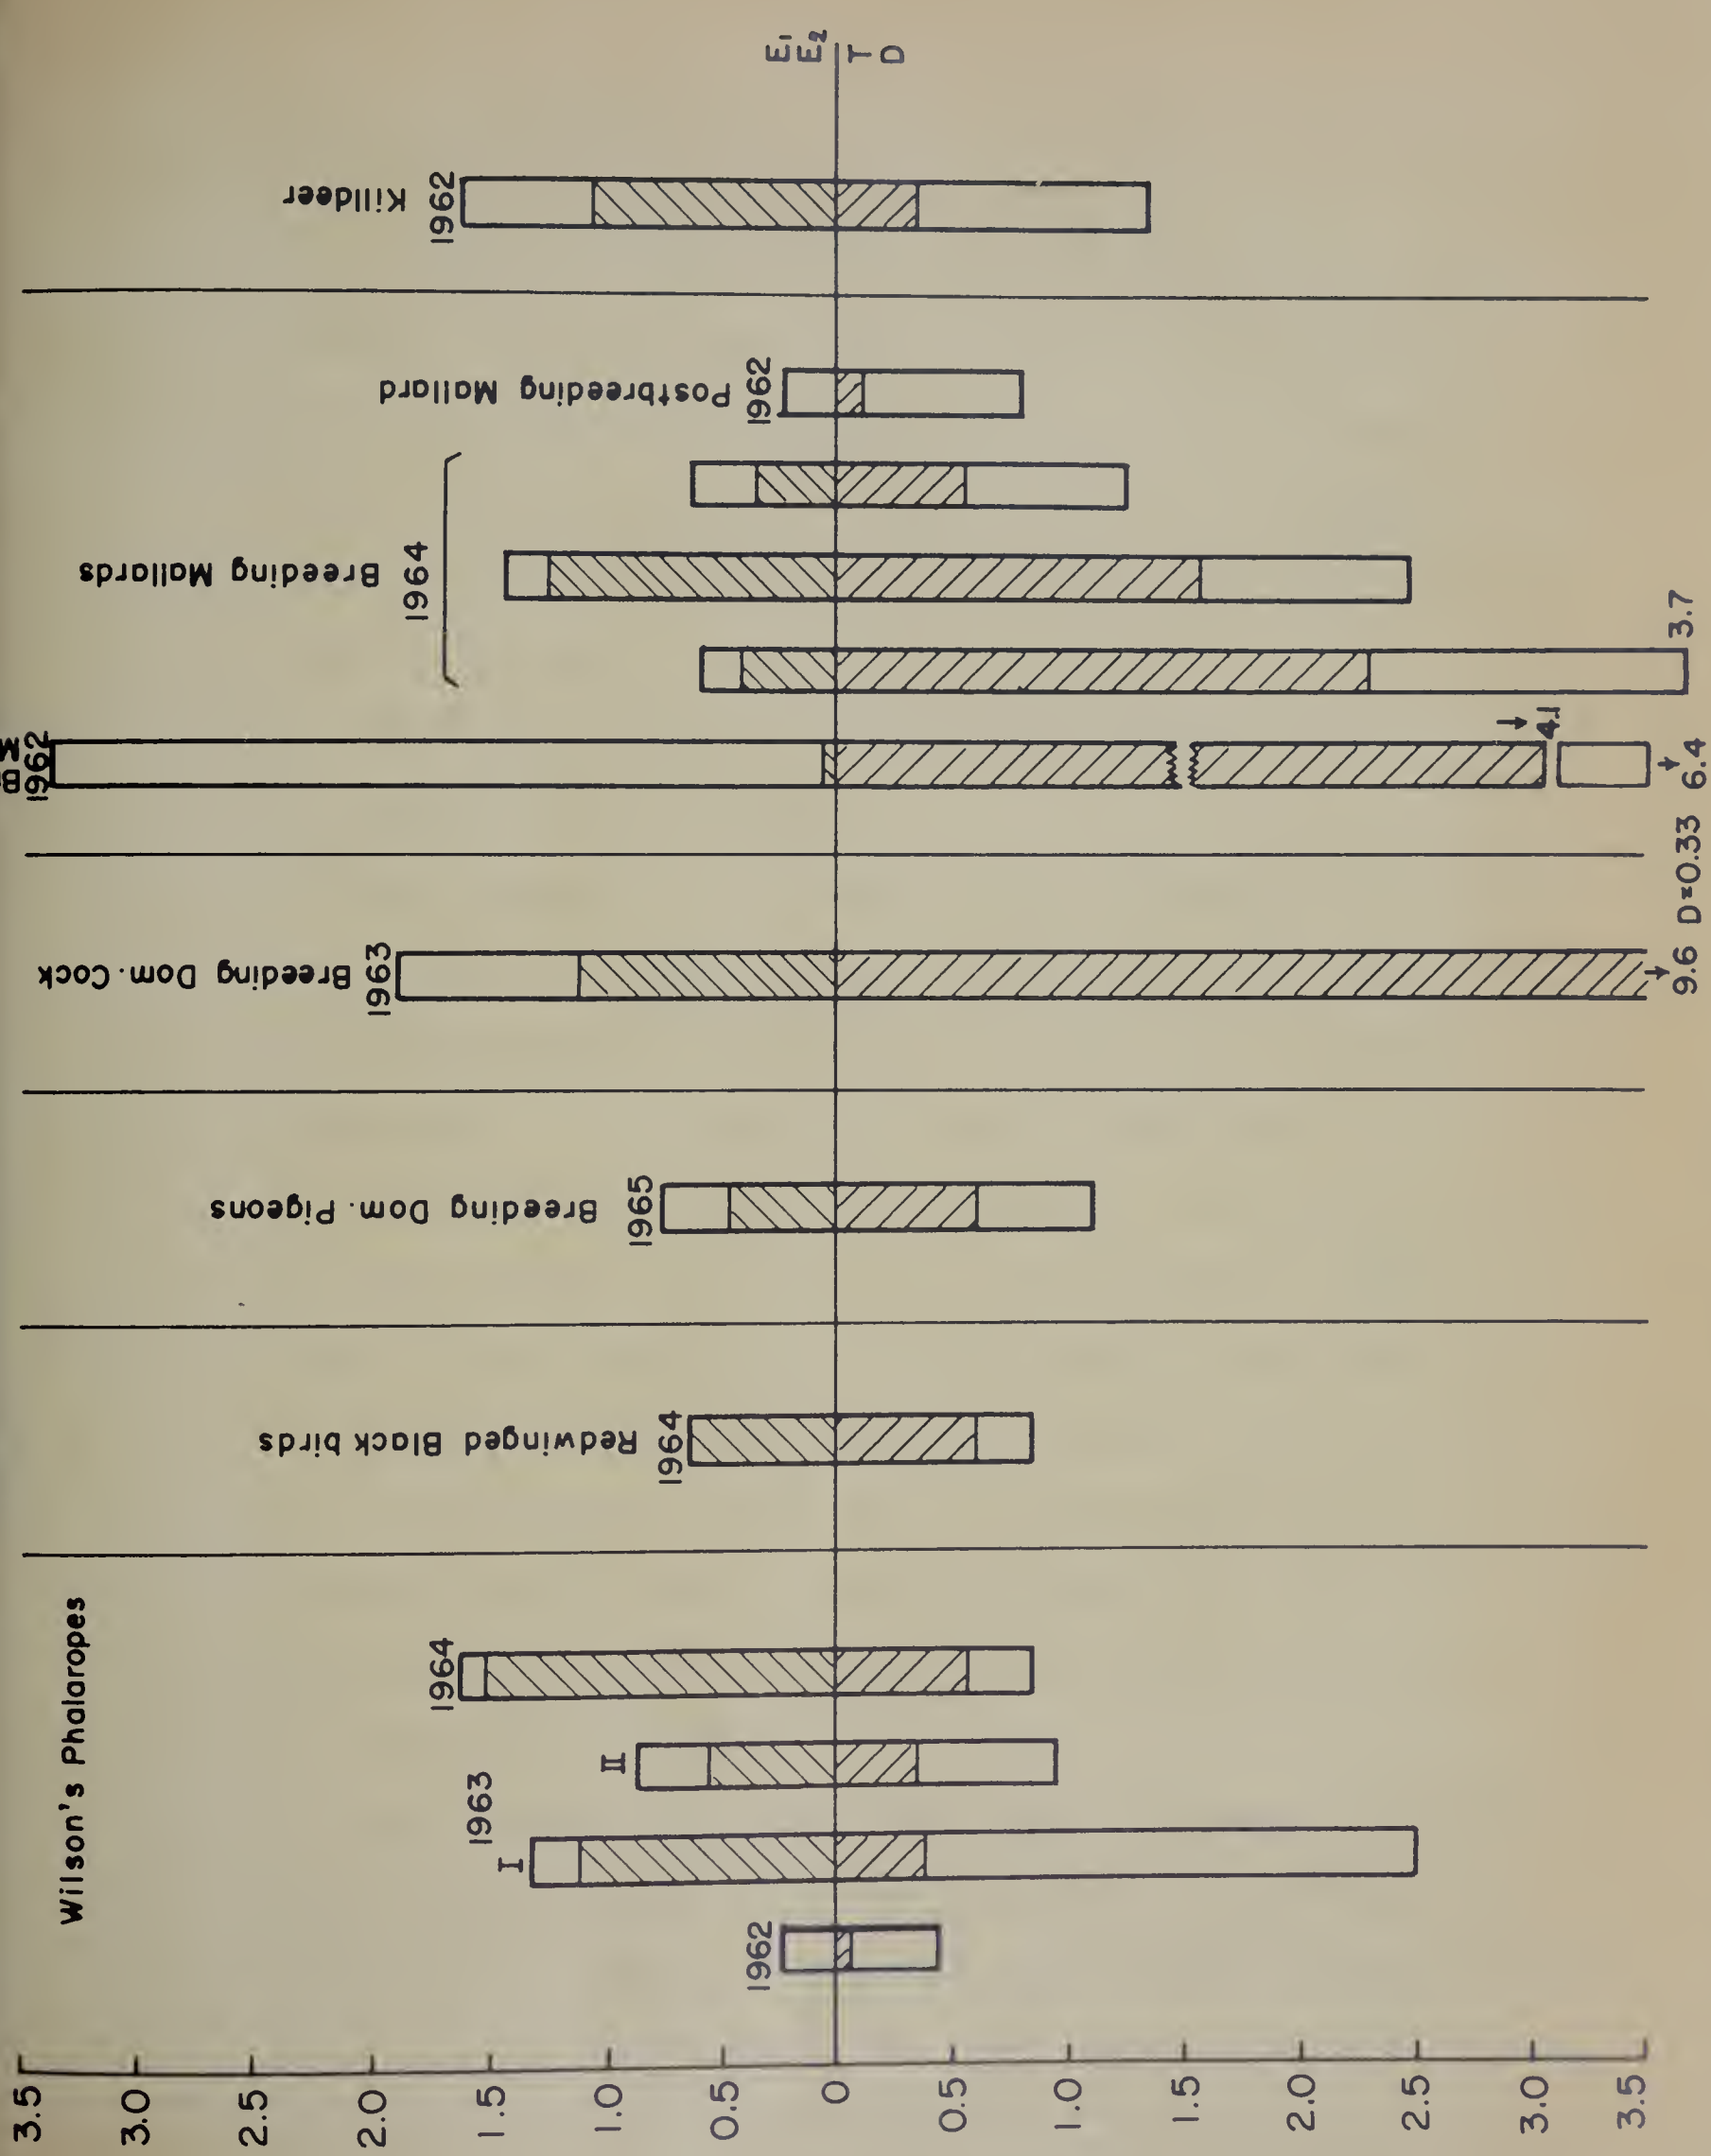 Wilson's Phalaropes
1962
I
1963
II
1964
Redwinged Black birds
1964
Breeding Dom. Pigeons
1965
Breeding Dom. Cock
1963
9.6 D=0.33
1962
4.1
6.4
Breeding Mallards
1964
3.7
Postbreeding Mallard
1962
Killdeer
1962
E1
E2
T
D
3.5
3.0
2.5
2.0
1.5
1.0
0.5
0
0.5
1.0
1.5
2.0
2.5
3.0
3.5